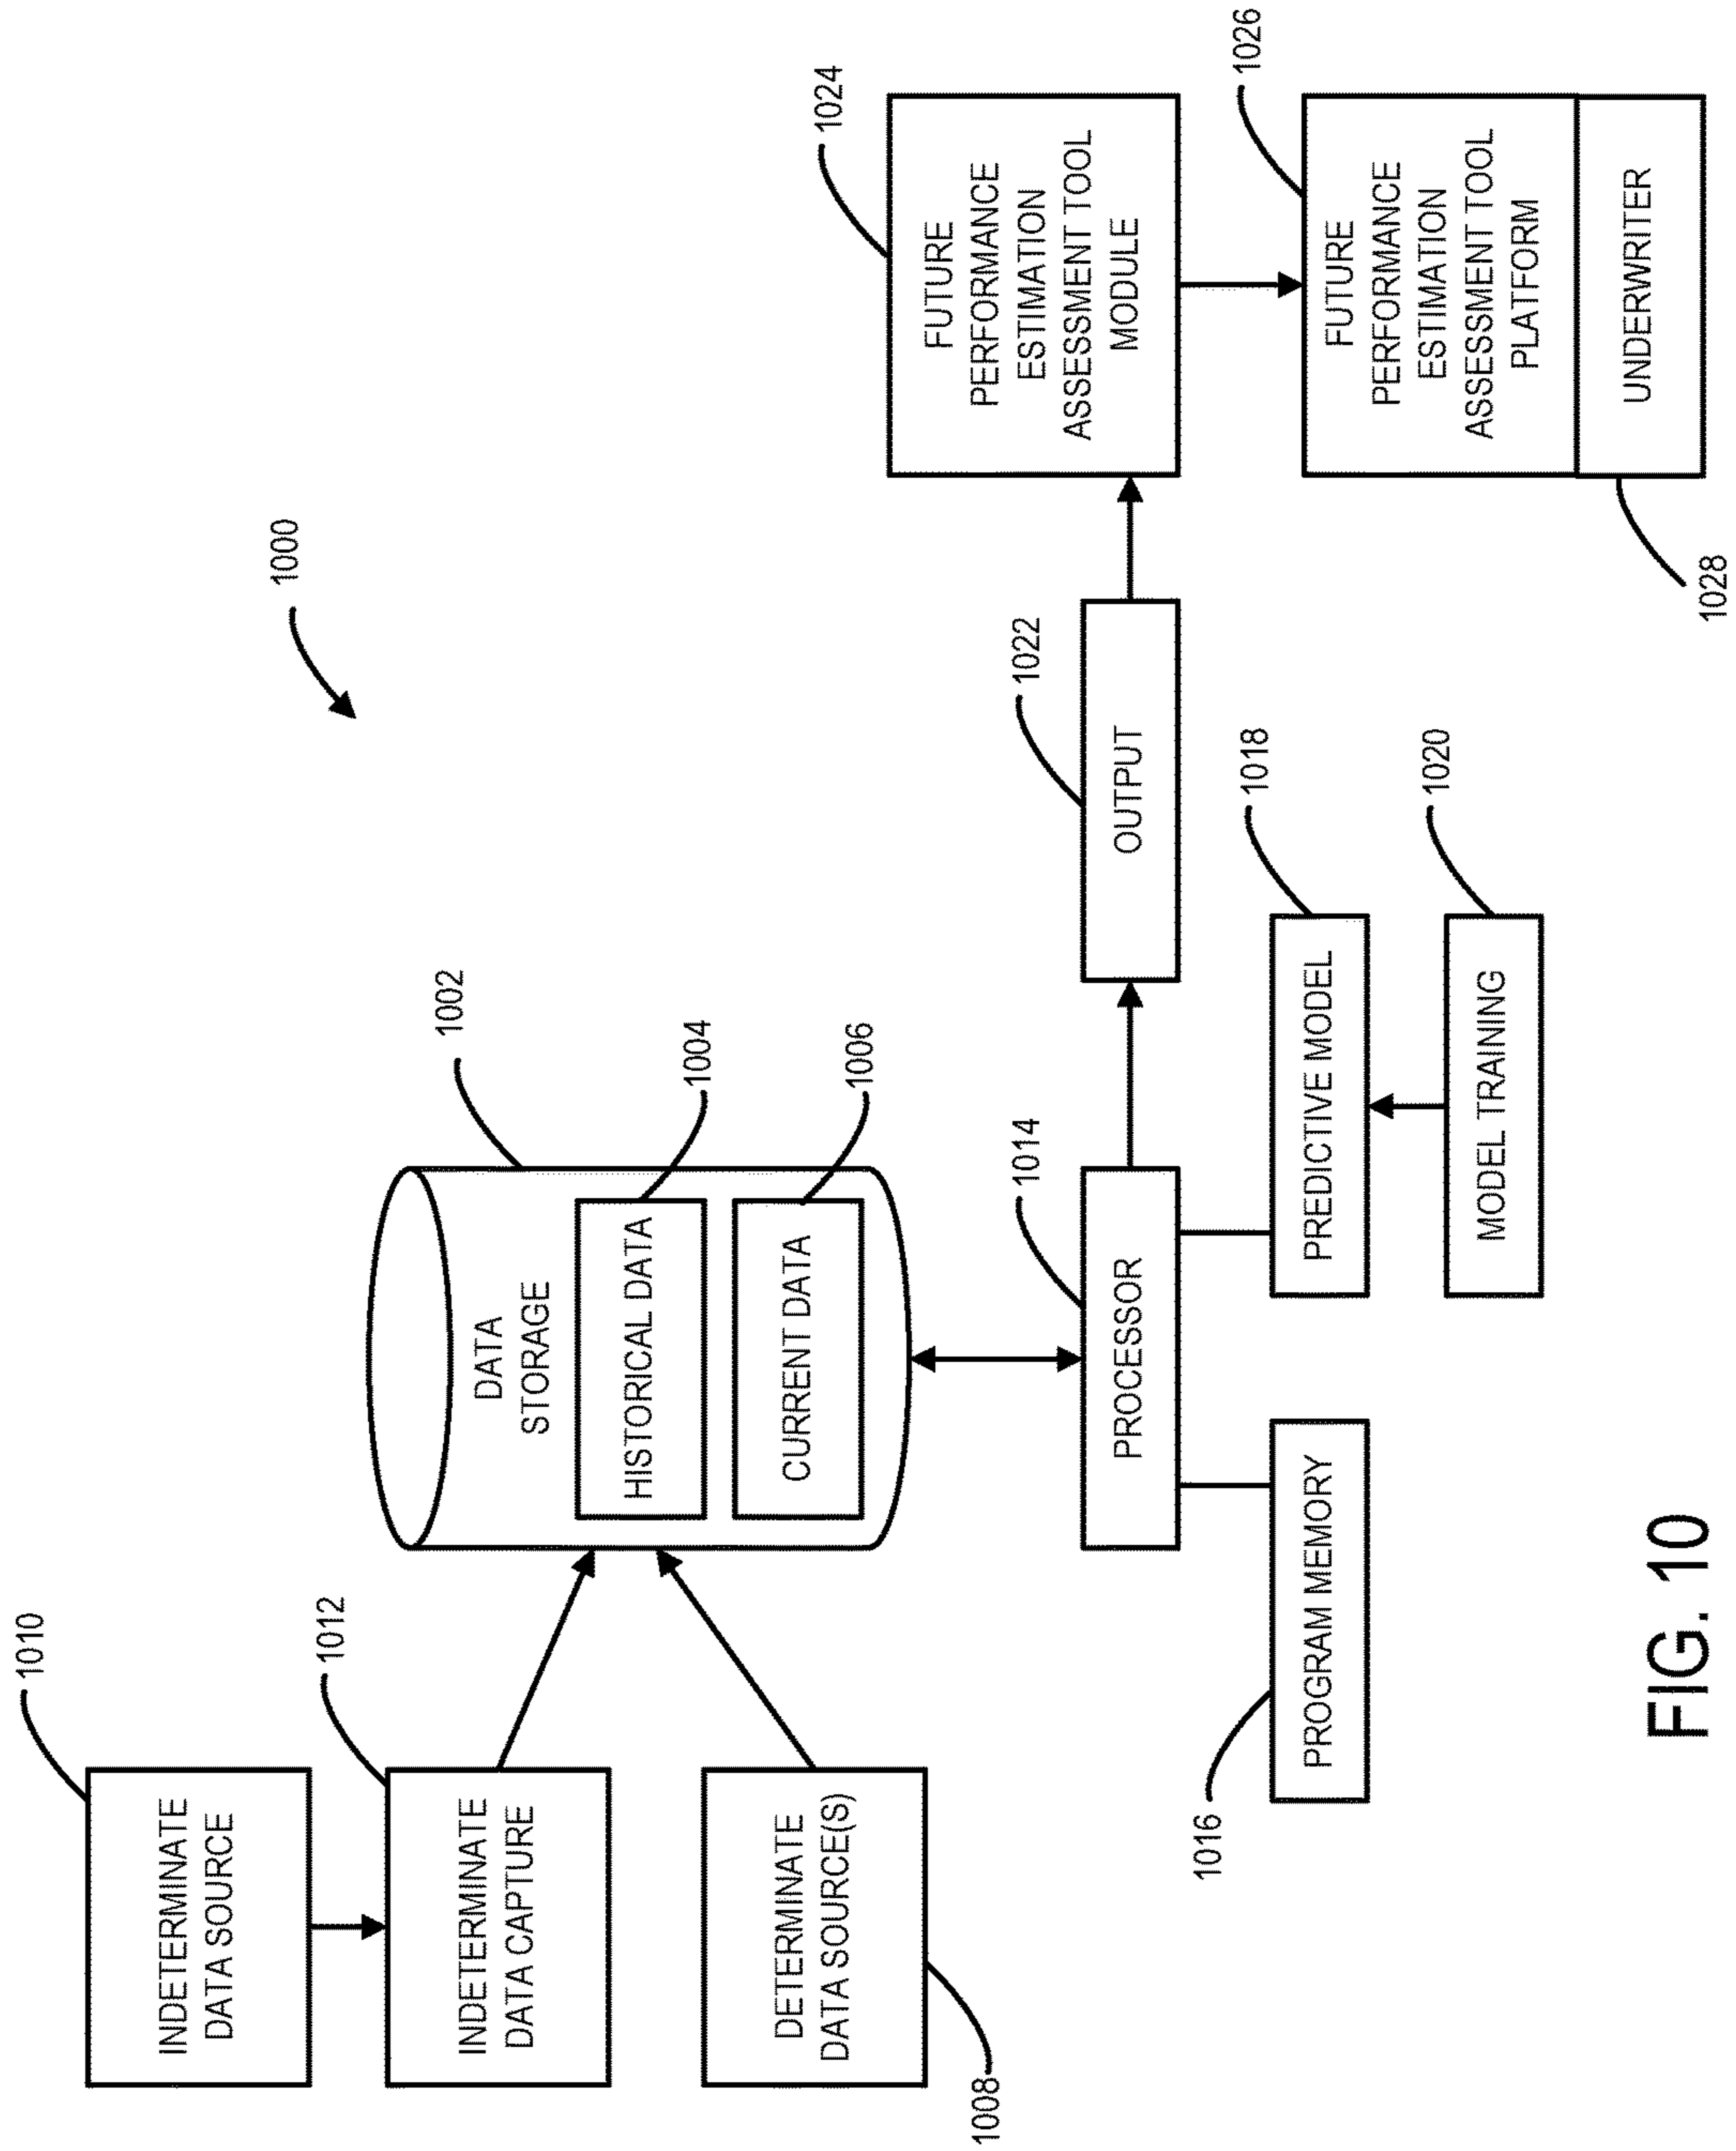 1000
1010
INDETERMINATE
DATA SOURCE
1012
INDETERMINATE
DATA CAPTURE
DETERMINATE
DATA SOURCE(S)
1008
1002
DATA
STORAGE
HISTORICAL DATA
1004
CURRENT DATA
1006
1014
PROCESSOR
1016
PROGRAM MEMORY
PREDICTIVE MODEL
1018
MODEL TRAINING
1020
OUTPUT
1022
1024
FUTURE
PERFORMANCE
ESTIMATION
ASSESSMENT TOOL
MODULE
1026
FUTURE
PERFORMANCE
ESTIMATION
ASSESSMENT TOOL
PLATFORM
UNDERWRITER
1028
FIG. 10